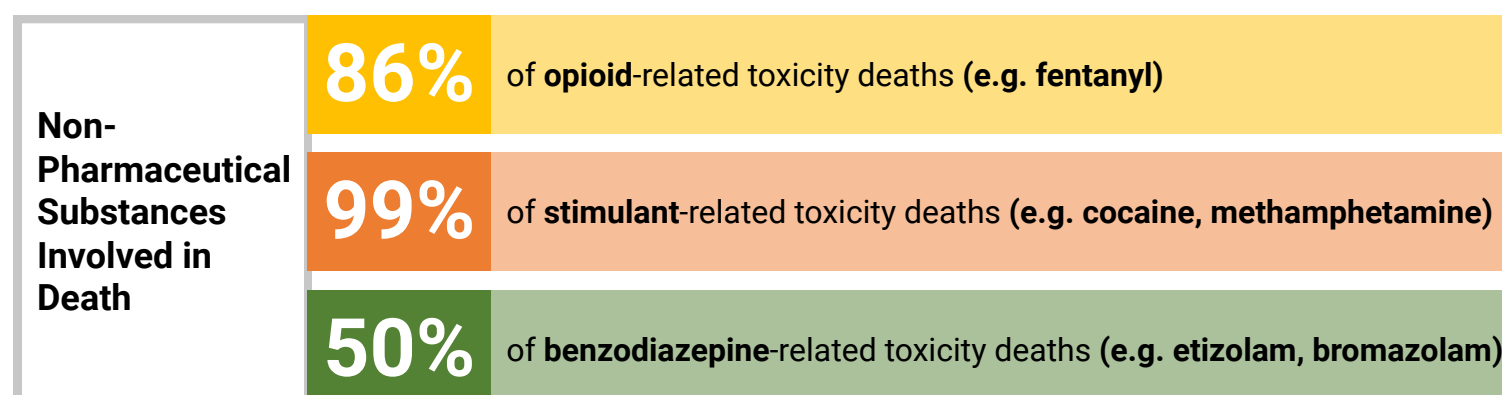 Non-
Pharmaceutical
Substances
Involved in
Death
86% of opioid-related toxicity deaths (e.g. fentanyl)
99% of stimulant-related toxicity deaths (e.g. cocaine, methamphetamine)
50% of benzodiazepine-related toxicity deaths (e.g. etizolam, bromazolam)